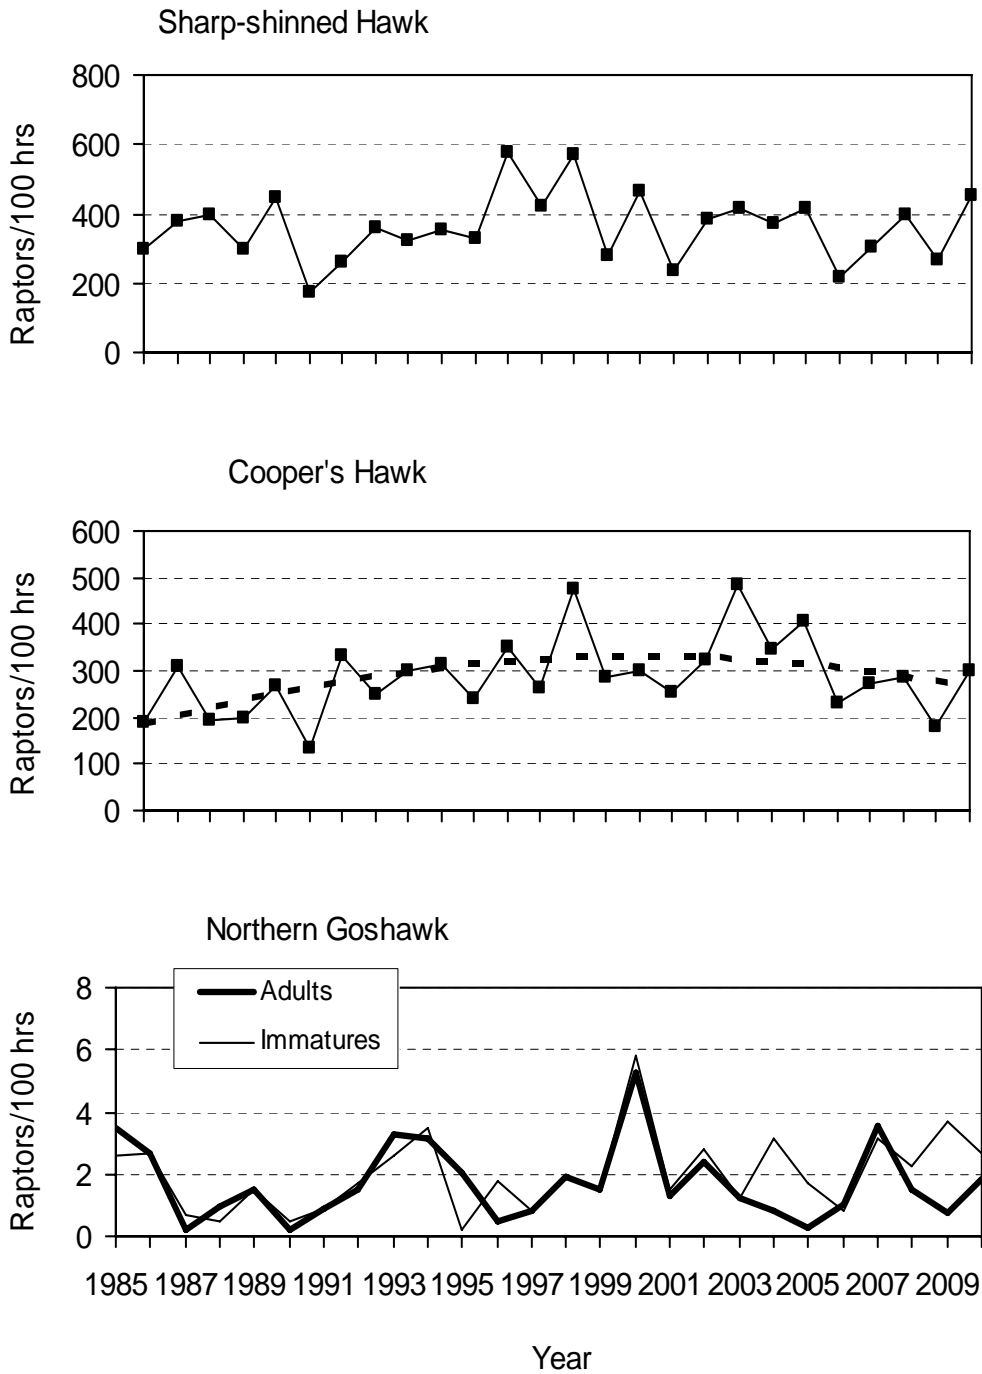 Sharp-shinned Hawk
800
600
400
200
0
Raptors/100 hrs
Cooper's Hawk
600
500
400
300
200
100
0
Raptors/100 hrs
Northern Goshawk
Adults
Immatures
8
6
4
2
0
Raptors/100 hrs
1985 1987 1989 1991 1993 1995 1997 1999 2001 2003 2005 2007 2009
Year